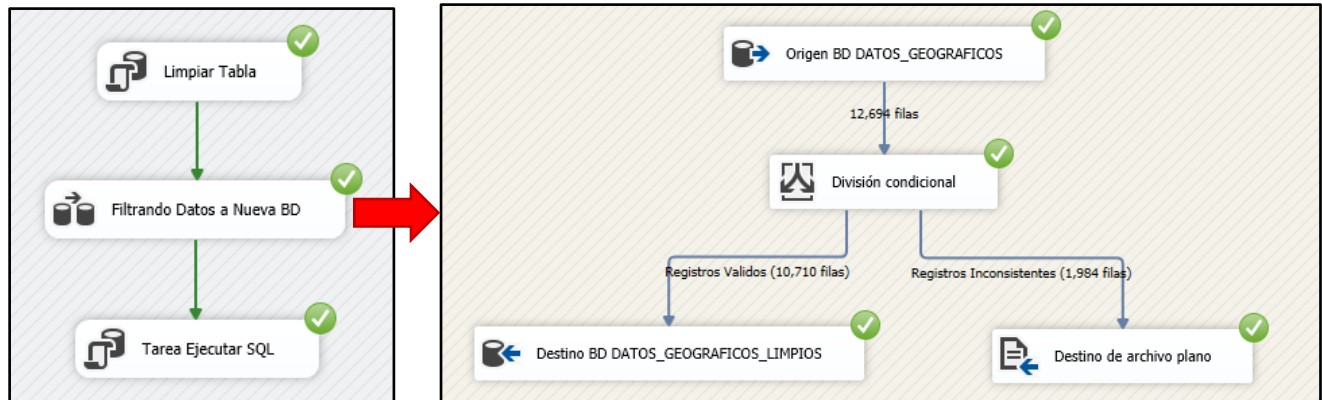 Limpiar Tabla
Filtrando Datos a Nueva BD
Tarea Ejecutar SQL
Origen BD DATOS_GEOGRAFICOS
12,694 filas
División condicional
Registros Validos (10,710 filas)
Registros Inconsistentes (1,984 filas)
Destino BD DATOS_GEOGRAFICOS_LIMPIOS
Destino de archivo plano